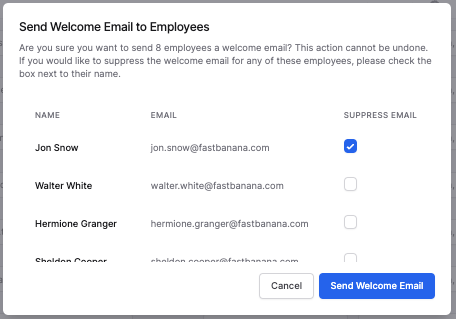 Send Welcome Email to Employees
Are you sure you want to send 8 employees a welcome email? This action cannot be undone.
If you would like to suppress the welcome email for any of these employees, please check the
box next to their name.
NAME EMAIL SUPPRESS EMAIL
Jon Snow jon.snow@fastbanana.com
Walter White walter.white@fastbanana.com
Hermione Granger hermione.granger@fastbanana.com
Sheldon Cooper sheldon.cooper@fastbanana.com
Cancel Send Welcome Email